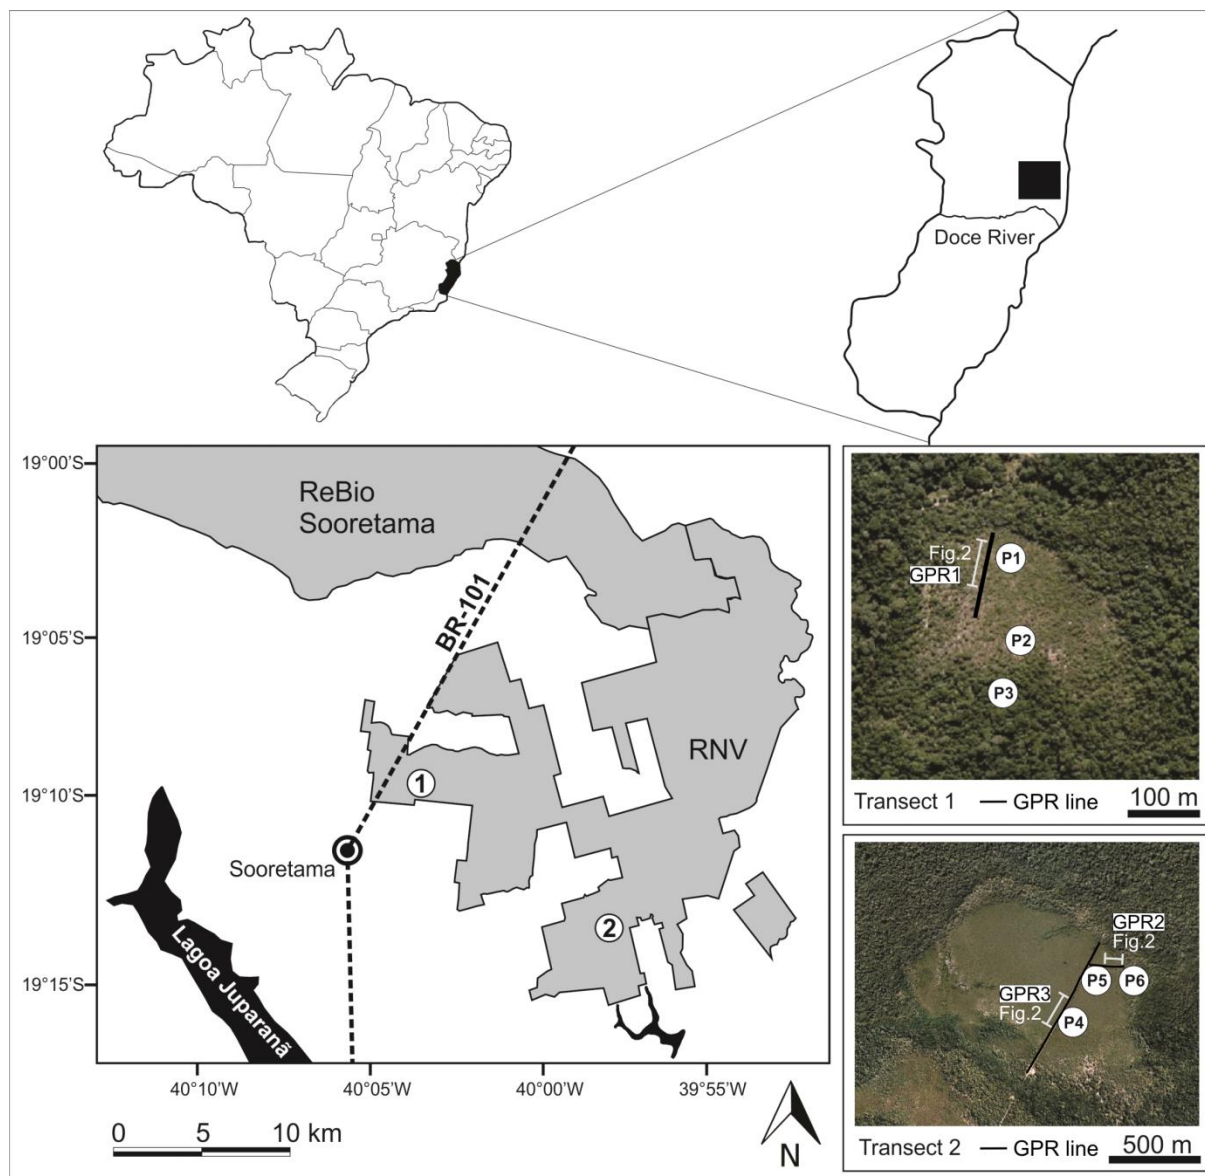 Doce River
19°00'S
ReBio
Sooretama
BR-101
19°05'S
RNV
1
19°10'S
Sooretama
2
Lagoa Juparanã
19°15'S
40°10'W
40°05'W
40°00'W
39°55'W
0
5
10 km
N
Fig.2
GPR1
P1
P2
P3
Transect 1
GPR line
100 m
GPR2
Fig.2
P5
P6
GPR3
Fig.2
P4
Transect 2
GPR line
500 m